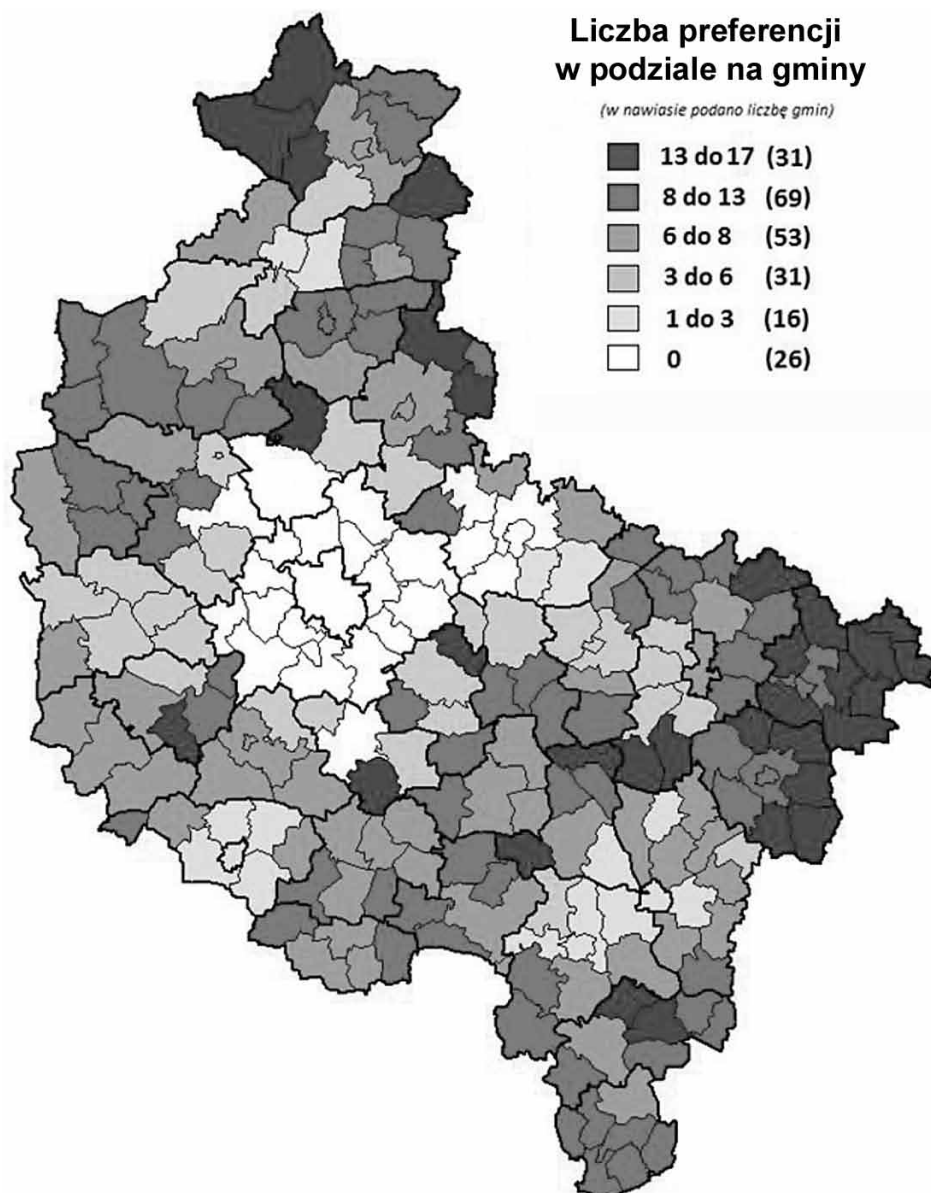 Liczba preferencji
w podziale na gminy
(w nawiasie podano liczbę gmin)
13 do 17 (31)
8 do 13 (69)
6 do 8 (53)
3 do 6 (31)
1 do 3 (16)
0 (26)